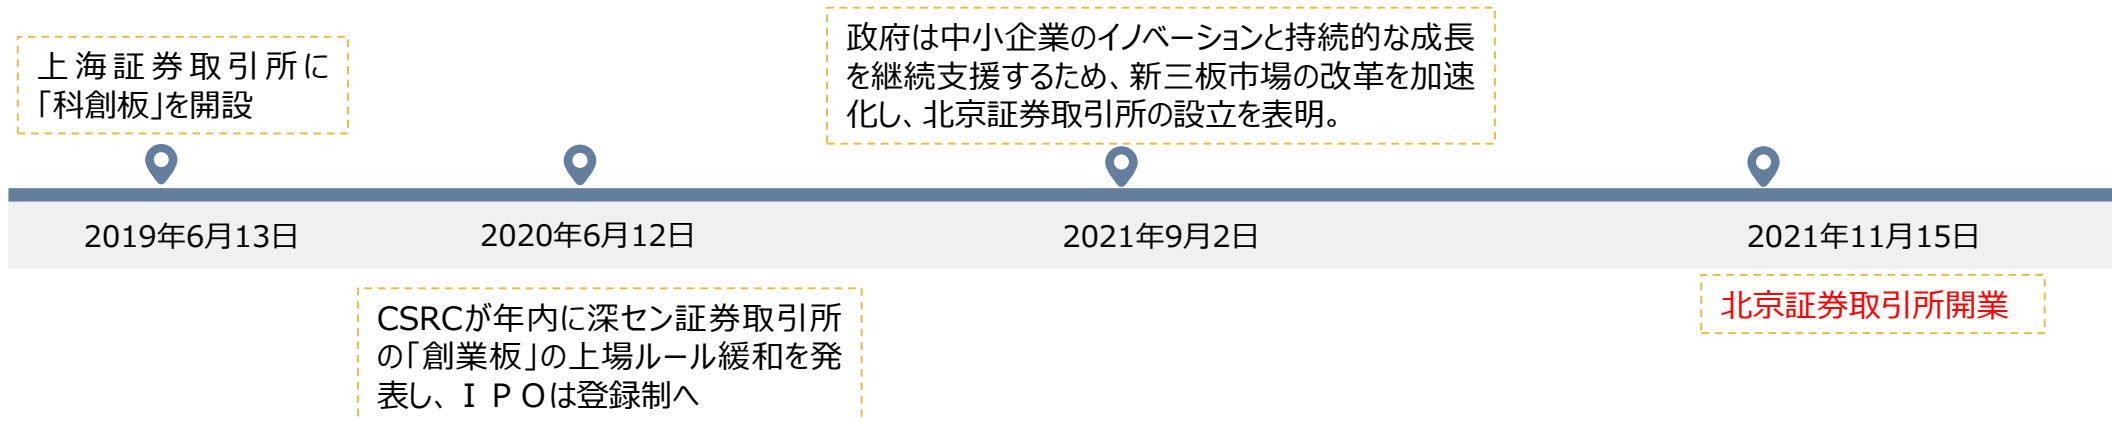 上海証券取引所に
「科創板」を開設
政府は中小企業のイノベーションと持続的な成長
を継続支援するため、新三板市場の改革を加速
化し、北京証券取引所の設立を表明。
2019年6月13日
2020年6月12日
2021年9月2日
2021年11月15日
CSRCが年内に深セン証券取引所
の「創業板」の上場ルール緩和を発
表し、ＩＰＯは登録制へ
北京証券取引所開業